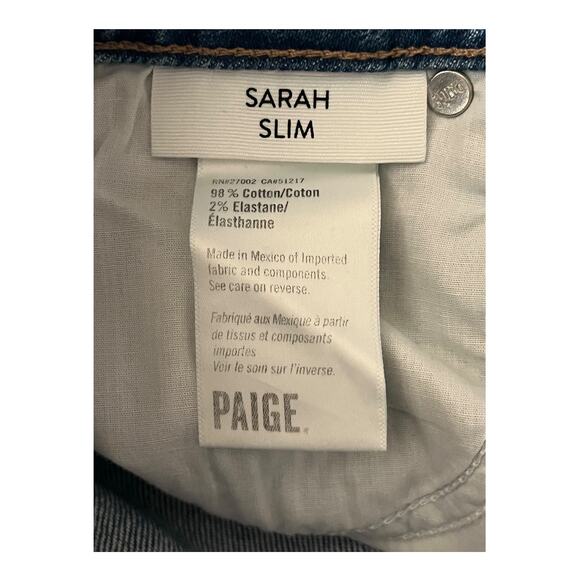 SARAH
SLIM
RN#27002 CA#51217
98% Cotton/Coton
2% Elastane/
Élasthanne
Made in Mexico of Imported
fabric and components.
See care on reverse.
Fabriqué aux Mexique à partir
de tissus et composants
importes
Voir le soin sur l'inverse.
PAIGE.